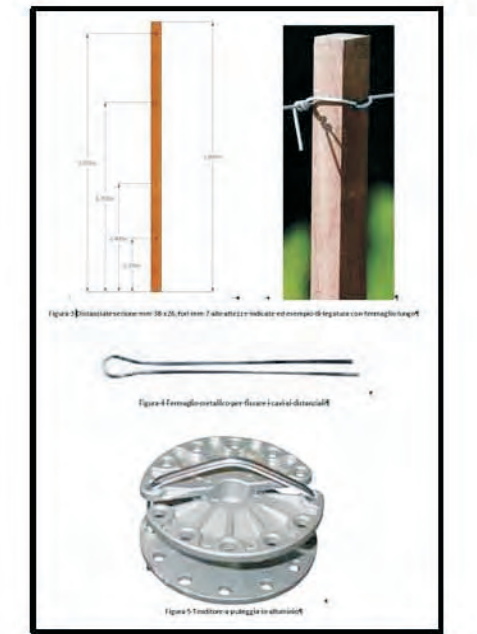 Figura 3 Distanziale sezione mm 38 x26, fori mm 7 alle altezze indicate ed esempio di legatura con fermaglio lungo¶
Figura 4 Fermaglio metallico per fissare i cavi ai distanziali¶
Figura 5 Tenditore a puleggia in alluminio¶